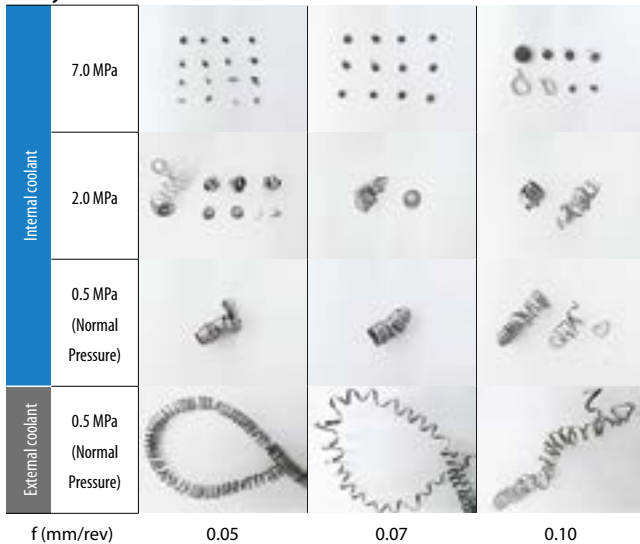 7.0 MPa
Internal coolant
2.0 MPa
0.5 MPa
(Normal
Pressure)
External coolant
0.5 MPa
(Normal
Pressure)
f (mm/rev)
0.05
0.07
0.10